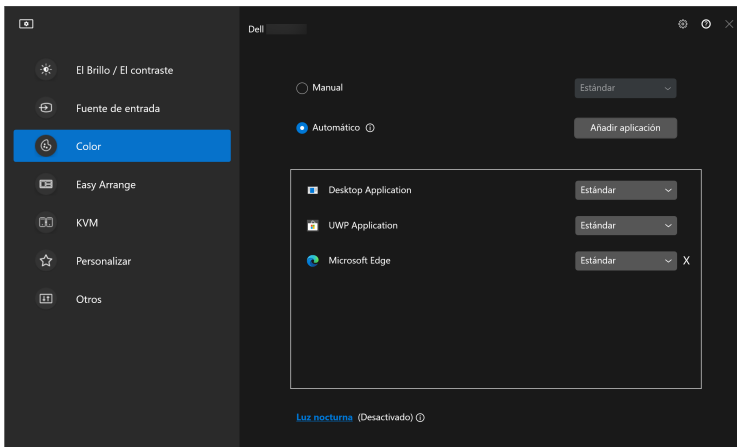 Dell
El Brillo / El contraste
Fuente de entrada
Color
Easy Arrange
KVM
Personalizar
Otros
Manual
Estándar
Automático
Añadir aplicación
Desktop Application
Estándar
UWP Application
Estándar
Microsoft Edge
Estándar
X
Luz nocturna (Desactivado)